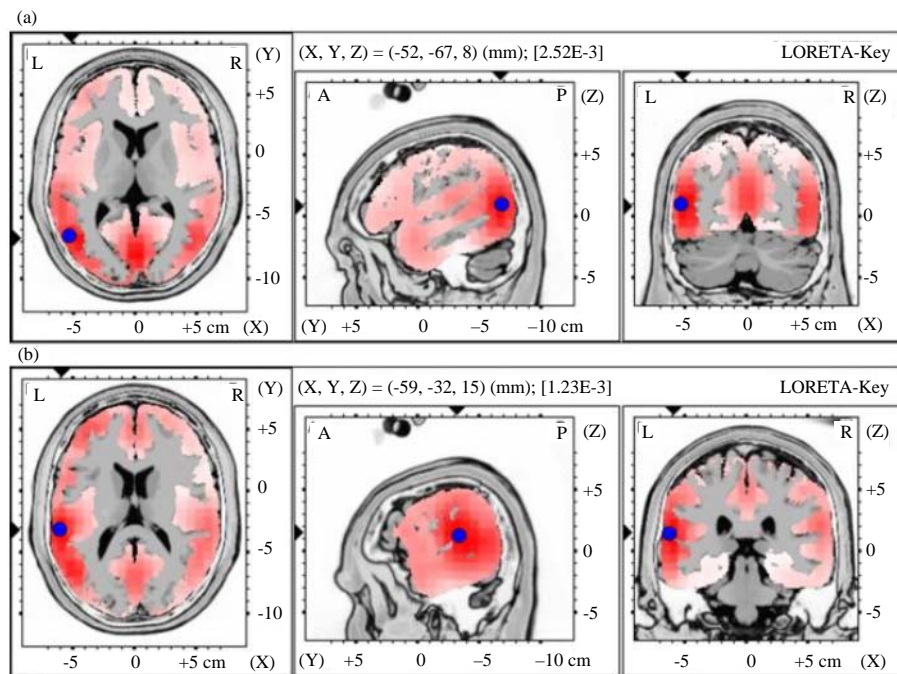 (a)
(X, Y, Z) = (-52, -67, 8) (mm); [2.52E-3] LORETA-Key
L R (Y)
+5
0
-5
-10
-5 0 +5 cm (X)
A P (Z)
+5
0
-5
(Y) +5 0 −5 −10 cm
L R (Z)
+5
0
-5
-5 0 +5 cm (X)
(b)
(X, Y, Z) = (-59, -32, 15) (mm); [1.23E-3] LORETA-Key
L R (Y)
+5
0
-5
-10
-5 0 +5 cm (X)
A P (Z)
+5
0
-5
(Y) +5 0 −5 −10 cm
L R (Z)
+5
0
-5
-5 0 +5 cm (X)